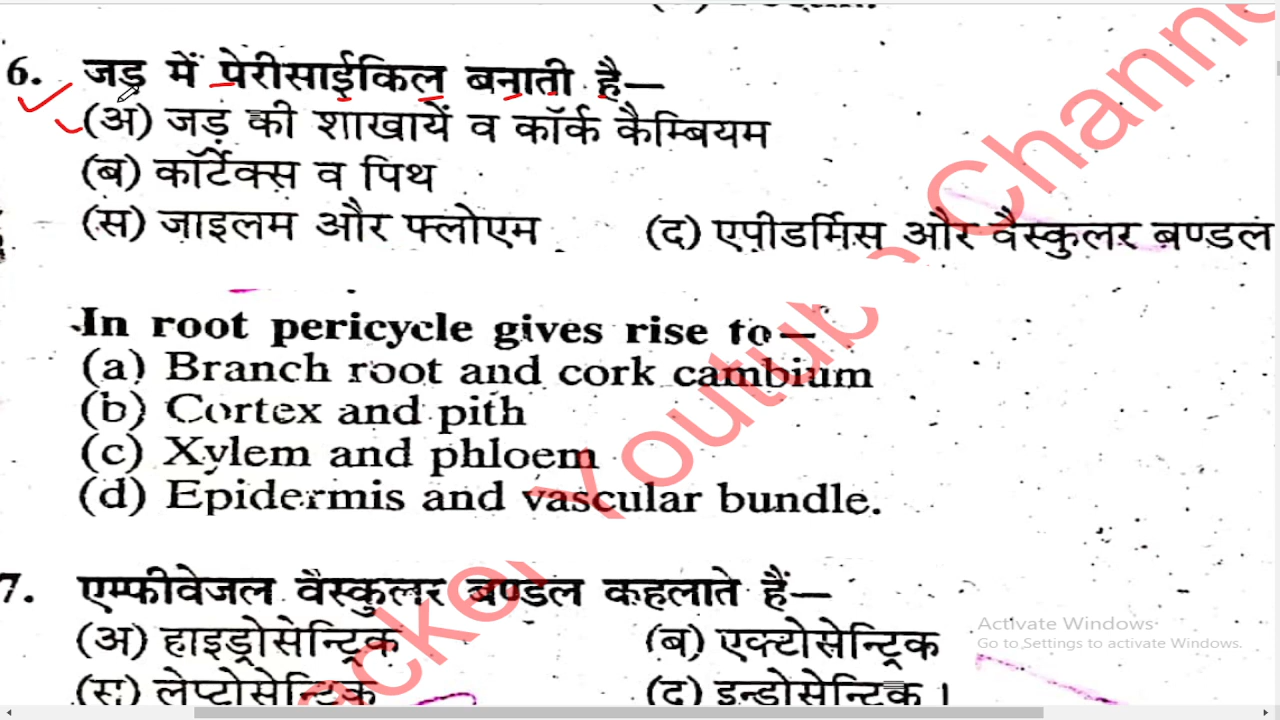 6. जड़ में पेरीसाईकिल बनाती है—
(अ) जड़ की शाखायें व कॉर्क कैम्बियम
(ब) कॉर्टेक्स व पिथ
(स) ज़ाइलम और फ्लोएम (द) एपीडर्मिस और वैस्कुलर बण्डल
In root pericycle gives rise to—
(a) Branch root and cork cambium
(b) Cortex and pith
(c) Xylem and phloem
(d) Epidermis and vascular bundle.
7. एम्फीवेजल वैस्कुलर बण्डल कहलाते हैं—
(अ) हाइड्रोसेन्ट्रिक (ब) एक्टोसेन्ट्रिक
(स) लेप्टोसेन्ट्रिक (द) इन्डोसेन्ट्रिक।
Youtube Channe
Activate Windows
Go to Settings to activate Windows.